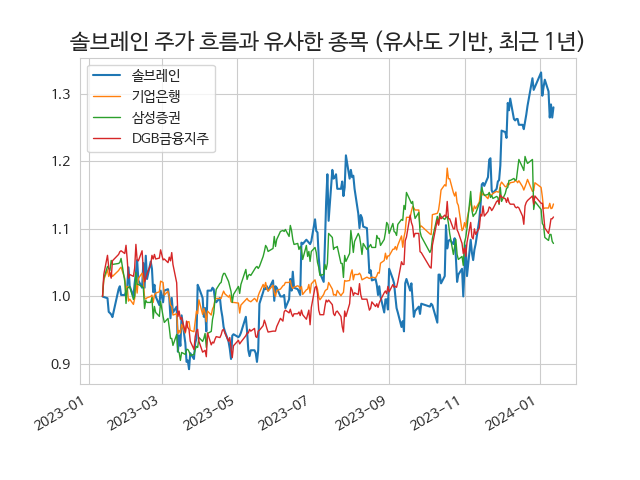 솔브레인 주가 흐름과 유사한 종목 (유사도 기반, 최근 1년)
솔브레인
기업은행
삼성증권
DGB금융지주
1.3
1.2
1.1
1.0
0.9
2023-01
2023-03
2023-05
2023-07
2023-09
2023-11
2024-01